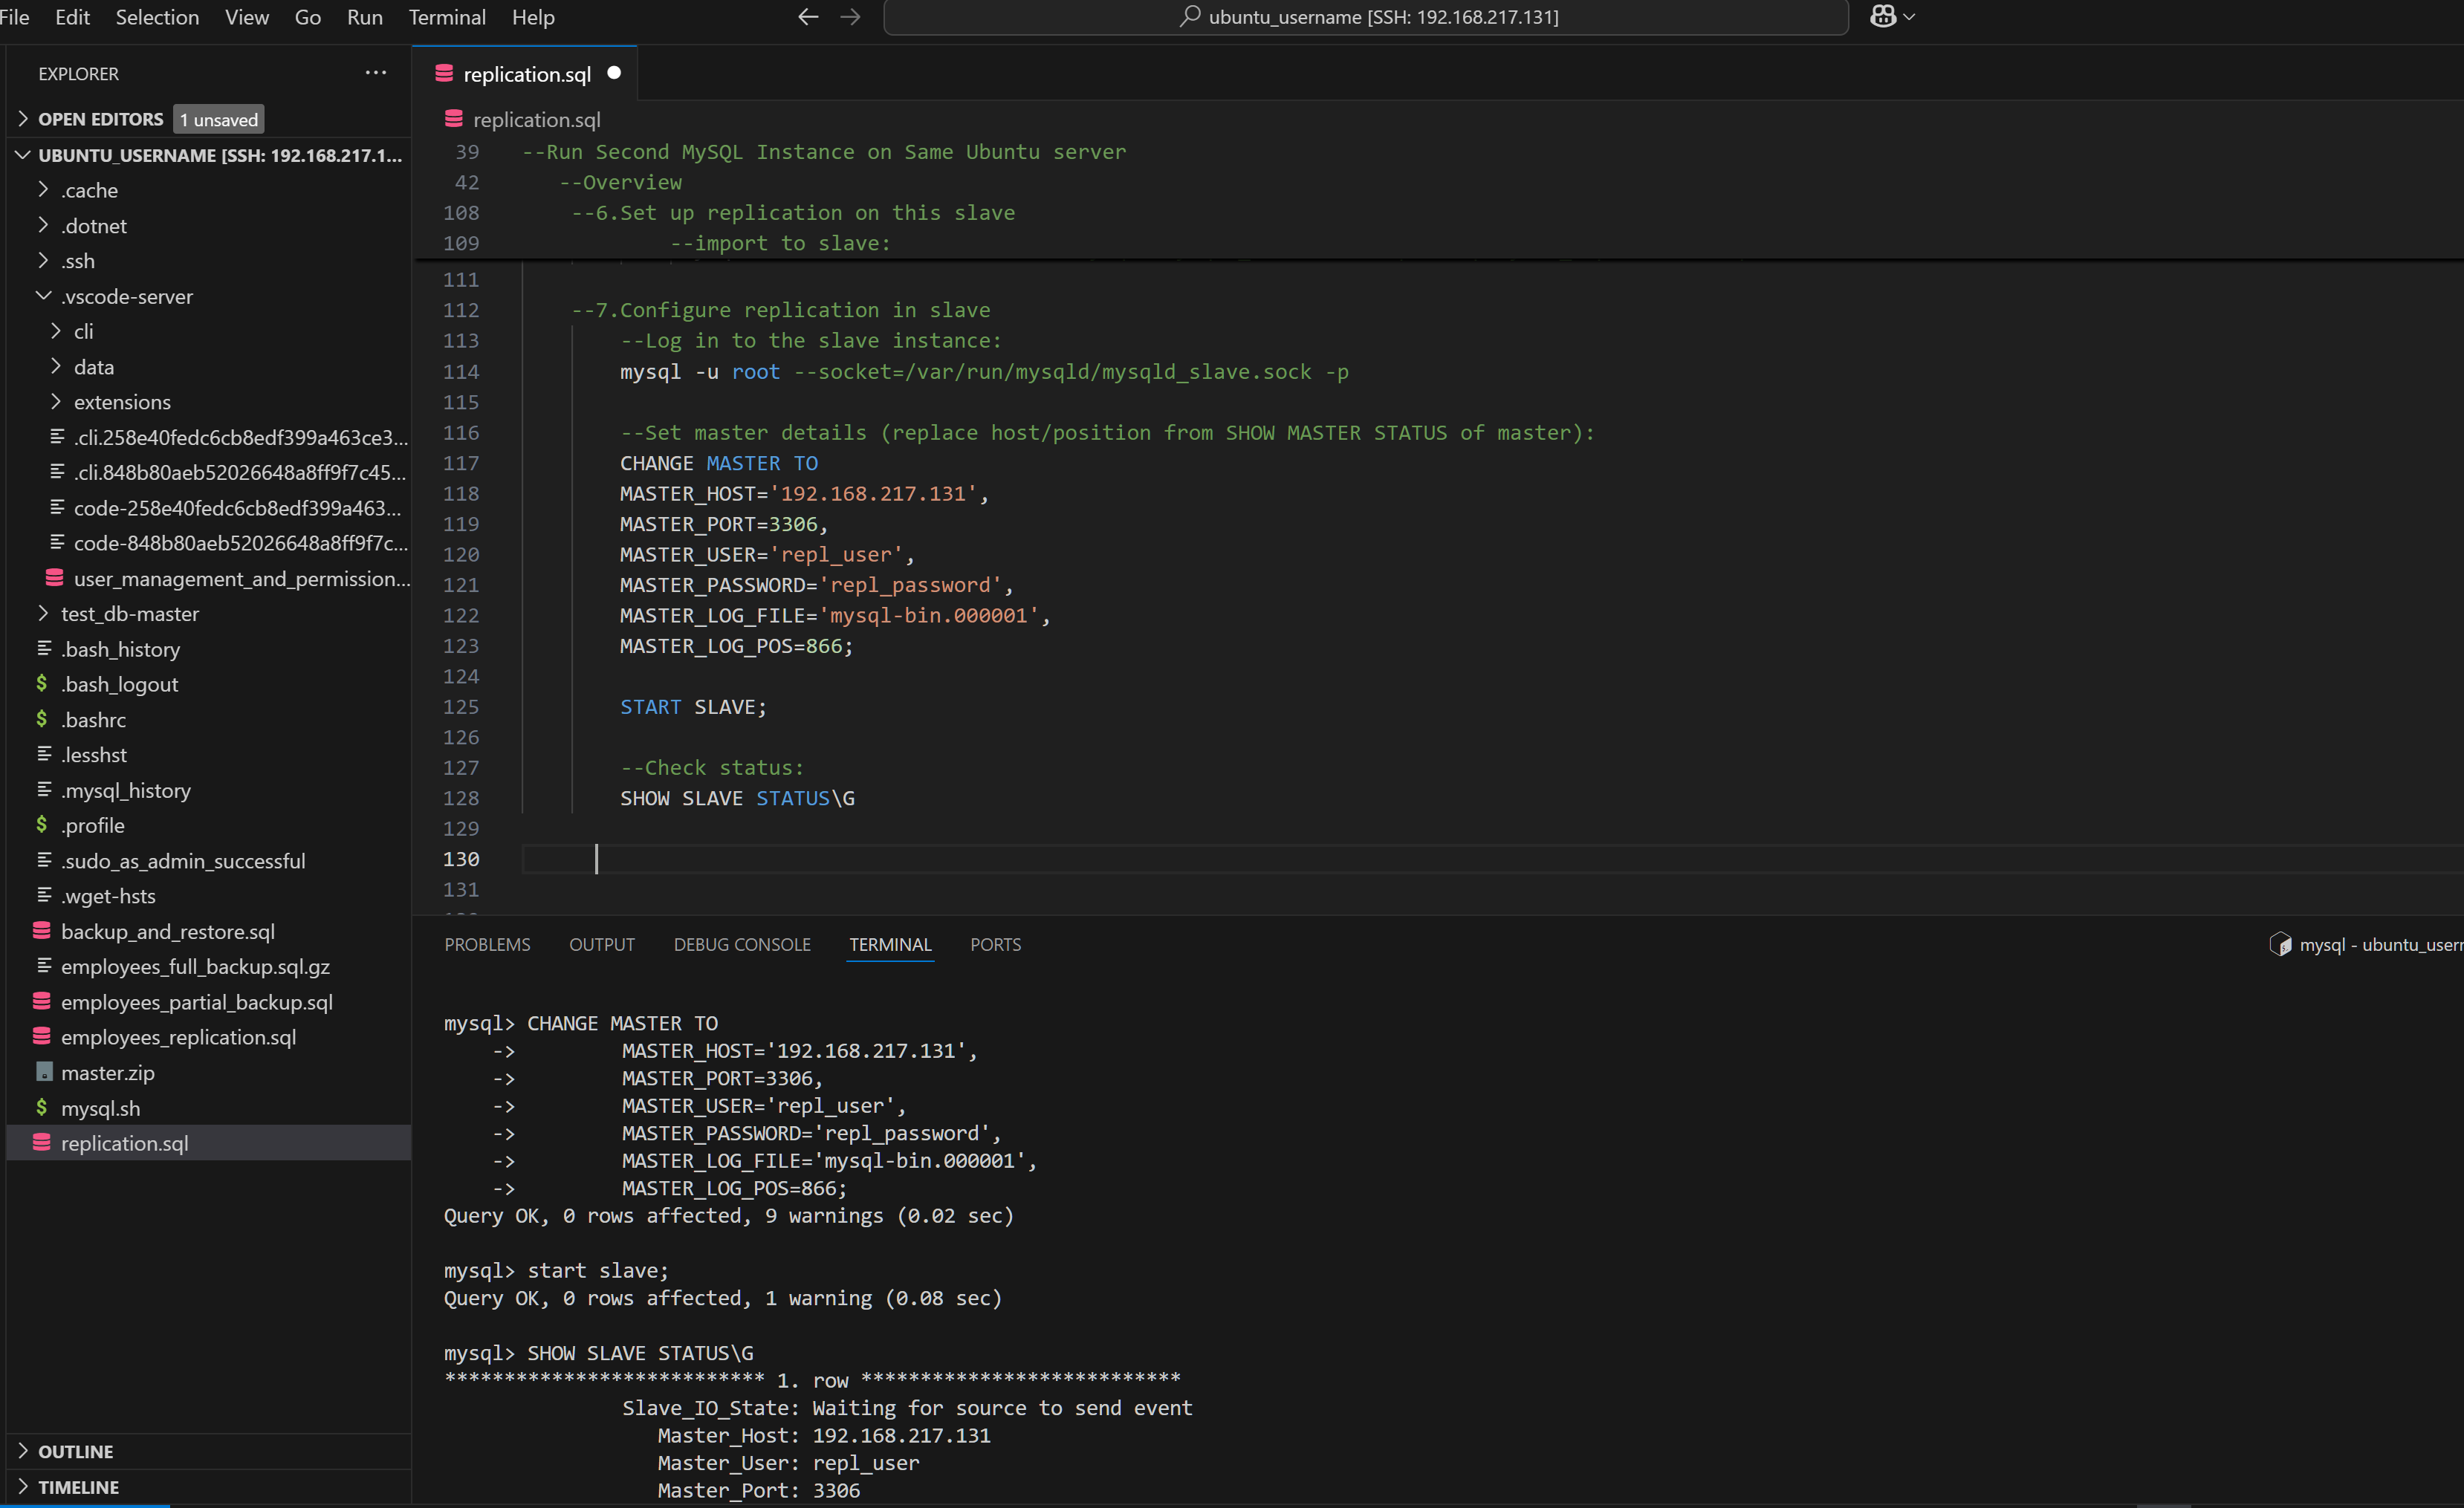 File Edit Selection View Go Run Terminal Help
ubuntu_username [SSH: 192.168.217.131]
EXPLORER
OPEN EDITORS 1 unsaved
UBUNTU_USERNAME [SSH: 192.168.217.1...
.cache
.dotnet
.ssh
.vscode-server
cli
data
extensions
.cli.258e40fedc6cb8edf399a463ce3...
.cli.848b80aeb52026648a8ff9f7c45...
code-258e40fedc6cb8edf399a463...
code-848b80aeb52026648a8ff9f7c...
user_management_and_permission...
test_db-master
.bash_history
.bash_logout
.bashrc
.lesshst
.mysql_history
.profile
.sudo_as_admin_successful
.wget-hsts
backup_and_restore.sql
employees_full_backup.sql.gz
employees_partial_backup.sql
employees_replication.sql
master.zip
mysql.sh
replication.sql
OUTLINE
TIMELINE
replication.sql
replication.sql
39 --Run Second MySQL Instance on Same Ubuntu server
42 --Overview
108 --6.Set up replication on this slave
109 --import to slave:
111
112 --7.Configure replication in slave
113 --Log in to the slave instance:
114 mysql -u root --socket=/var/run/mysqld/mysqld_slave.sock -p
115
116 --Set master details (replace host/position from SHOW MASTER STATUS of master):
117 CHANGE MASTER TO
118 MASTER_HOST='192.168.217.131',
119 MASTER_PORT=3306,
120 MASTER_USER='repl_user',
121 MASTER_PASSWORD='repl_password',
122 MASTER_LOG_FILE='mysql-bin.000001',
123 MASTER_LOG_POS=866;
124
125 START SLAVE;
126
127 --Check status:
128 SHOW SLAVE STATUS\G
129
130
131
PROBLEMS OUTPUT DEBUG CONSOLE TERMINAL PORTS
mysql - ubuntu_usern
mysql> CHANGE MASTER TO
-> MASTER_HOST='192.168.217.131',
-> MASTER_PORT=3306,
-> MASTER_USER='repl_user',
-> MASTER_PASSWORD='repl_password',
-> MASTER_LOG_FILE='mysql-bin.000001',
-> MASTER_LOG_POS=866;
Query OK, 0 rows affected, 9 warnings (0.02 sec)
mysql> start slave;
Query OK, 0 rows affected, 1 warning (0.08 sec)
mysql> SHOW SLAVE STATUS\G
*************************** 1. row ***************************
Slave_IO_State: Waiting for source to send event
Master_Host: 192.168.217.131
Master_User: repl_user
Master_Port: 3306